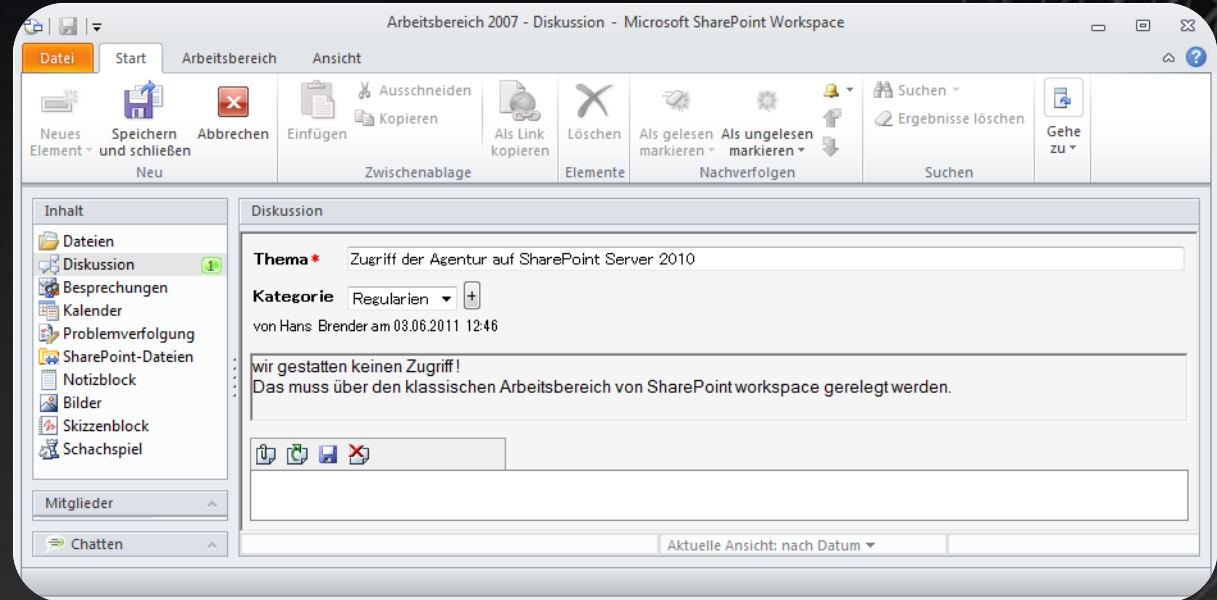 Arbeitsbereich 2007 - Diskussion - Microsoft SharePoint Workspace
Datei Start Arbeitsbereich Ansicht
Neues Element
Speichern und schließen
Abbrechen
Neu
Einfügen
Ausschneiden
Kopieren
Als Link kopieren
Zwischenablage
Löschen
Elemente
Als gelesen markieren
Als ungelesen markieren
Nachverfolgen
Suchen
Ergebnisse löschen
Suchen
Gehe zu
Inhalt
Dateien
Diskussion 1
Besprechungen
Kalender
Problemverfolgung
SharePoint-Dateien
Notizblock
Bilder
Skizzenblock
Schachspiel
Mitglieder
Chatten
Diskussion
Thema* Zugriff der Agentur auf SharePoint Server 2010
Kategorie Regularien +
von Hans Brender am 03.06.2011 12:46
wir gestatten keinen Zugriff!
Das muss über den klassischen Arbeitsbereich von SharePoint workspace gerelegt werden.
Aktuelle Ansicht: nach Datum